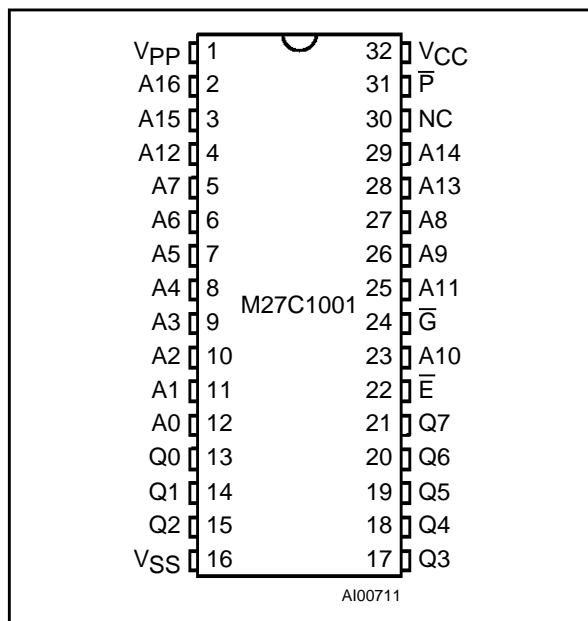 VPP 1 32 VCC
A16 2 31 P̅
A15 3 30 NC
A12 4 29 A14
A7 5 28 A13
A6 6 27 A8
A5 7 26 A9
A4 8 25 A11
M27C1001
A3 9 24 G̅
A2 10 23 A10
A1 11 22 E̅
A0 12 21 Q7
Q0 13 20 Q6
Q1 14 19 Q5
Q2 15 18 Q4
VSS 16 17 Q3
AI00711